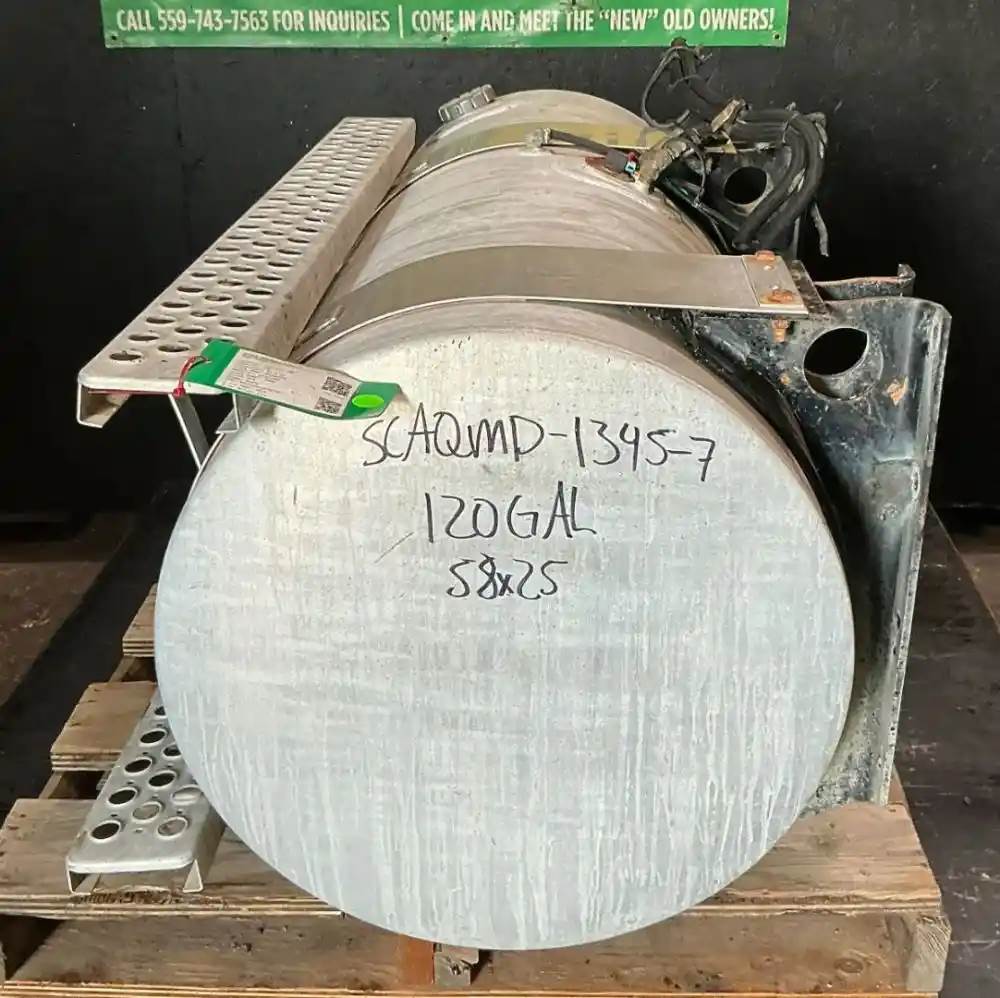 CALL 559-743-7563 FOR INQUIRIES | COME IN AND MEET THE “NEW” OLD OWNERS!
SCAQMD-1345-7
120GAL
58x25